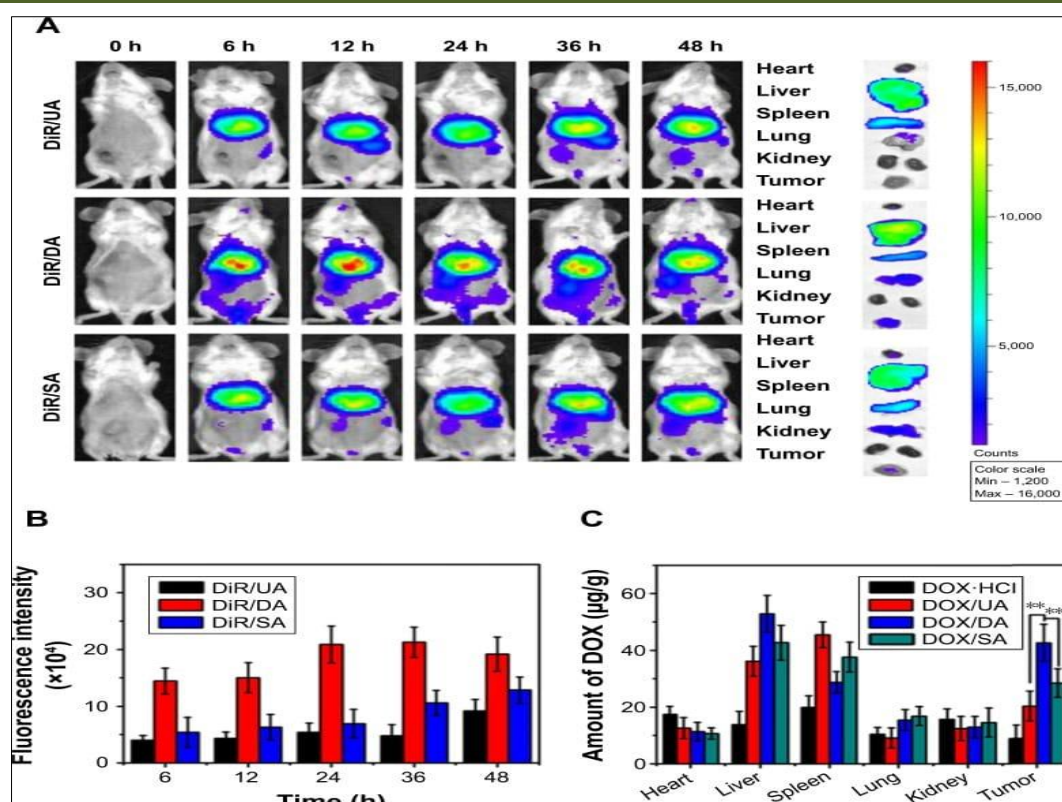 A
0 h 6 h 12 h 24 h 36 h 48 h
DiR/UA
Heart
Liver
Spleen
Lung
Kidney
Tumor
DiR/DA
Heart
Liver
Spleen
Lung
Kidney
Tumor
DiR/SA
Heart
Liver
Spleen
Lung
Kidney
Tumor
15,000
10,000
5,000
Counts
Color scale
Min – 1,200
Max – 16,000
B
Fluorescence intensity
(×10⁴)
30
20
10
0
DiR/UA
DiR/DA
DiR/SA
6 12 24 36 48
Time (h)
C
Amount of DOX (µg/g)
60
40
20
0
DOX·HCl
DOX/UA
DOX/DA
DOX/SA
** **
Heart Liver Spleen Lung Kidney Tumor